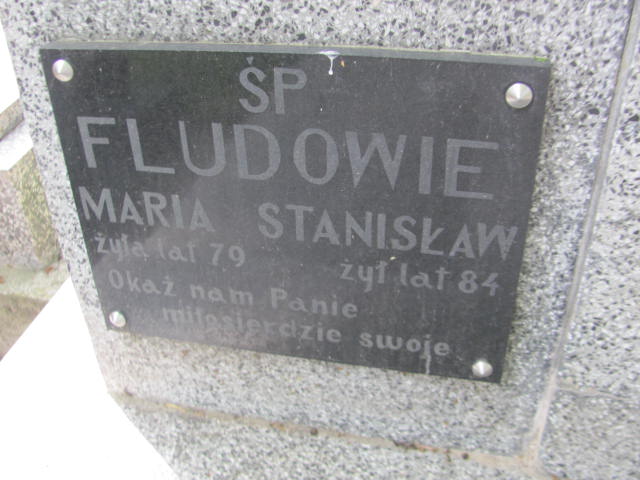 ŚP
FLUDOWIE
MARIA STANISŁAW
żyła lat 79 żył lat 84
Okaż nam Panie
miłosierdzie swoje